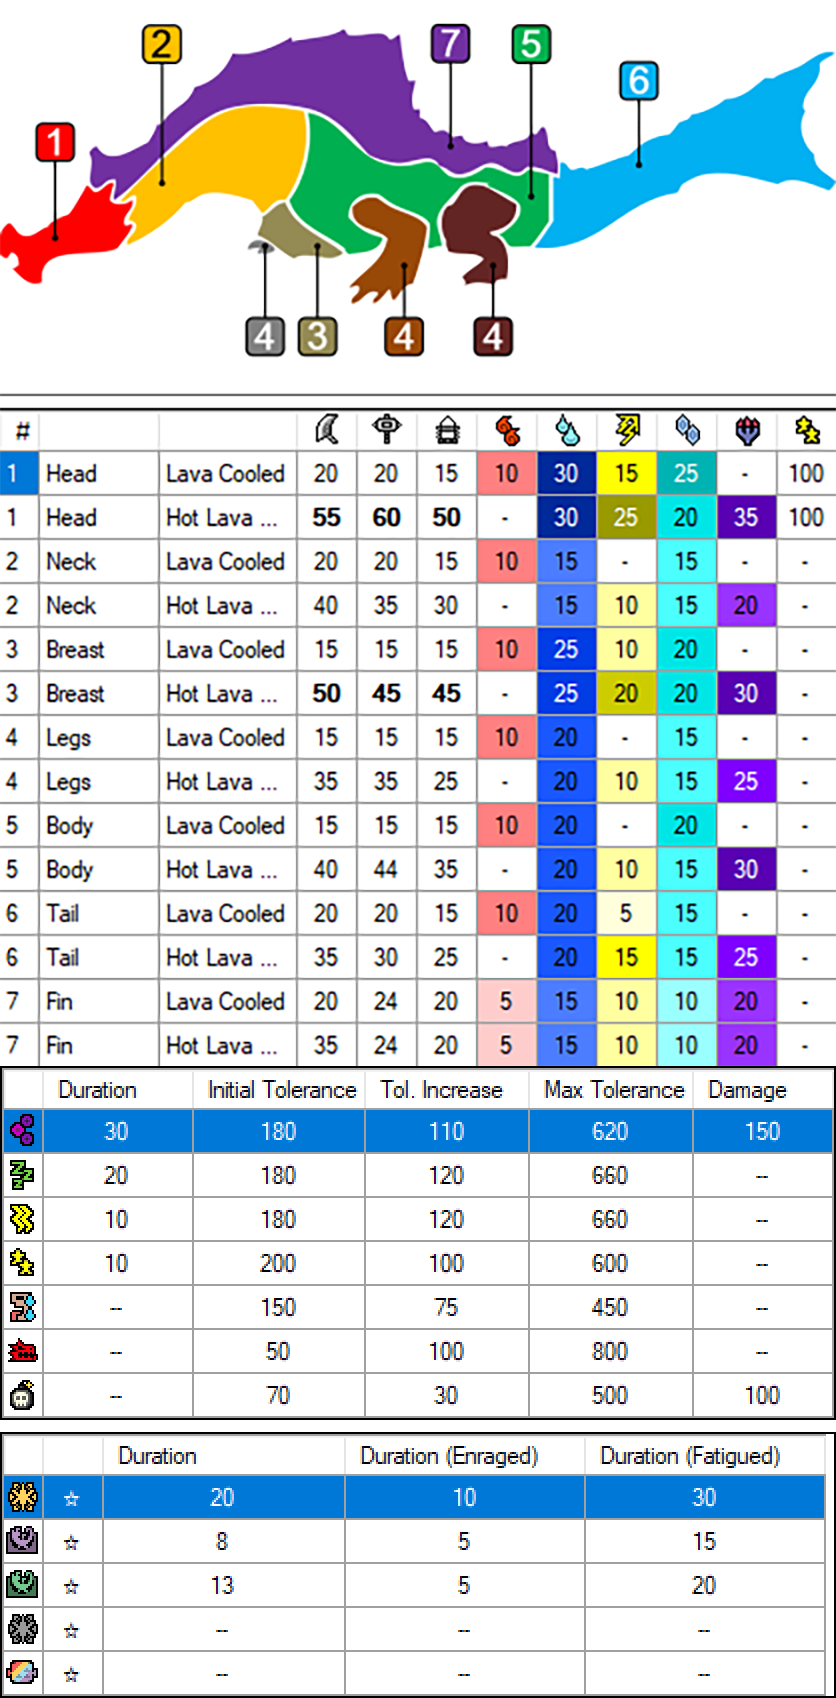 2
7
5
6
1
4
3
4
4
#
1 Head Lava Cooled 20 20 15 10 30 15 25 - 100
1 Head Hot Lava ... 55 60 50 - 30 25 20 35 100
2 Neck Lava Cooled 20 20 15 10 15 - 15 - -
2 Neck Hot Lava ... 40 35 30 - 15 10 15 20 -
3 Breast Lava Cooled 15 15 15 10 25 10 20 - -
3 Breast Hot Lava ... 50 45 45 - 25 20 20 30 -
4 Legs Lava Cooled 15 15 15 10 20 - 15 - -
4 Legs Hot Lava ... 35 35 25 - 20 10 15 25 -
5 Body Lava Cooled 15 15 15 10 20 - 20 - -
5 Body Hot Lava ... 40 44 35 - 20 10 15 30 -
6 Tail Lava Cooled 20 20 15 10 20 5 15 - -
6 Tail Hot Lava ... 35 30 25 - 20 15 15 25 -
7 Fin Lava Cooled 20 24 20 5 15 10 10 20 -
7 Fin Hot Lava ... 35 24 20 5 15 10 10 20 -
Duration Initial Tolerance Tol. Increase Max Tolerance Damage
30 180 110 620 150
20 180 120 660 --
10 180 120 660 --
10 200 100 600 --
-- 150 75 450 --
-- 50 100 800 --
-- 70 30 500 100
Duration Duration (Enraged) Duration (Fatigued)
☆ 20 10 30
☆ 8 5 15
☆ 13 5 20
☆ -- -- --
☆ -- -- --